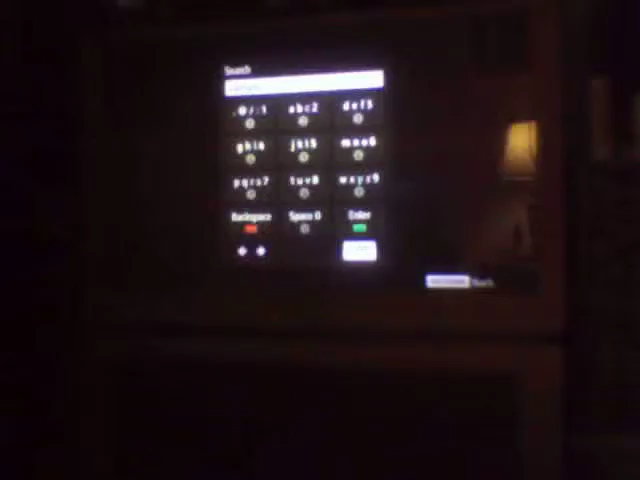 Search
. @ / : 1 abc2 def3
ghi4 jkl5 mno6
pqrs7 tuv8 wxyz9
Backspace Space 0 Enter